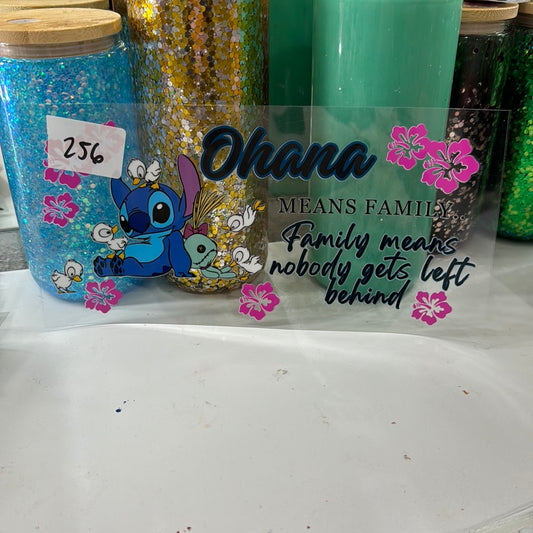 256
Ohana
MEANS FAMILY...
Family means
nobody gets left
behind